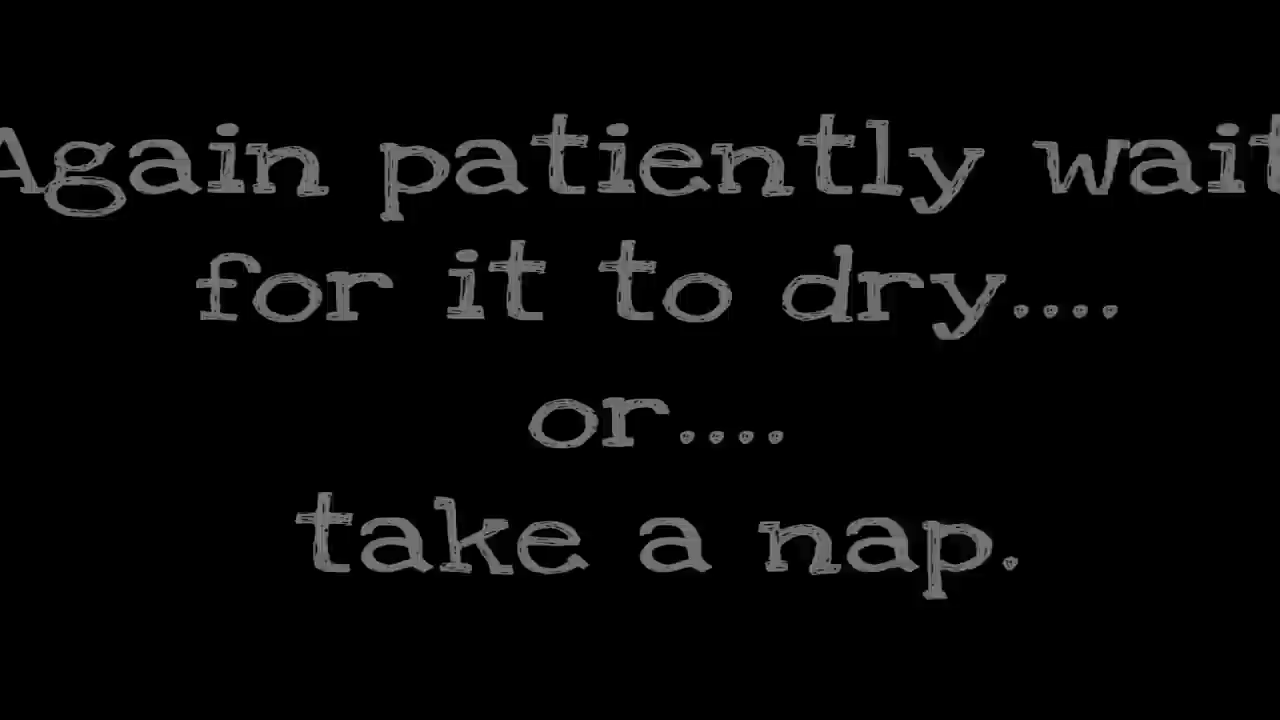 Again patiently wait
for it to dry....
or....
take a nap.